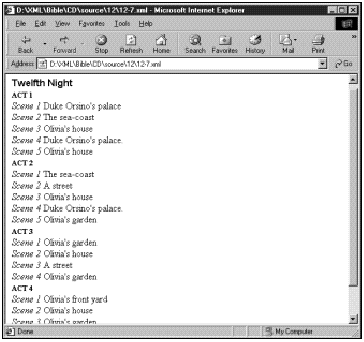 D:\XML\Bible\CD\source\12\12-7.xml - Microsoft Internet Explorer
File Edit View Favorites Tools Help
Back Forward Stop Refresh Home Search Favorites History Mail Print »
Address D:\XML\Bible\CD\source\12\12-7.xml Go
Twelfth Night
ACT 1
Scene 1 Duke Orsino's palace
Scene 2 The sea-coast
Scene 3 Olivia's house
Scene 4 Duke Orsino's palace.
Scene 5 Olivia's house
ACT 2
Scene 1 The sea-coast
Scene 2 A street
Scene 3 Olivia's house
Scene 4 Duke Orsino's palace.
Scene 5 Olivia's garden
ACT 3
Scene 1 Olivia's garden.
Scene 2 Olivia's house
Scene 3 A street
Scene 4 Olivia's garden
ACT 4
Scene 1 Olivia's front yard
Scene 2 Olivia's house
Scene 3 Olivia's garden
Done My Computer